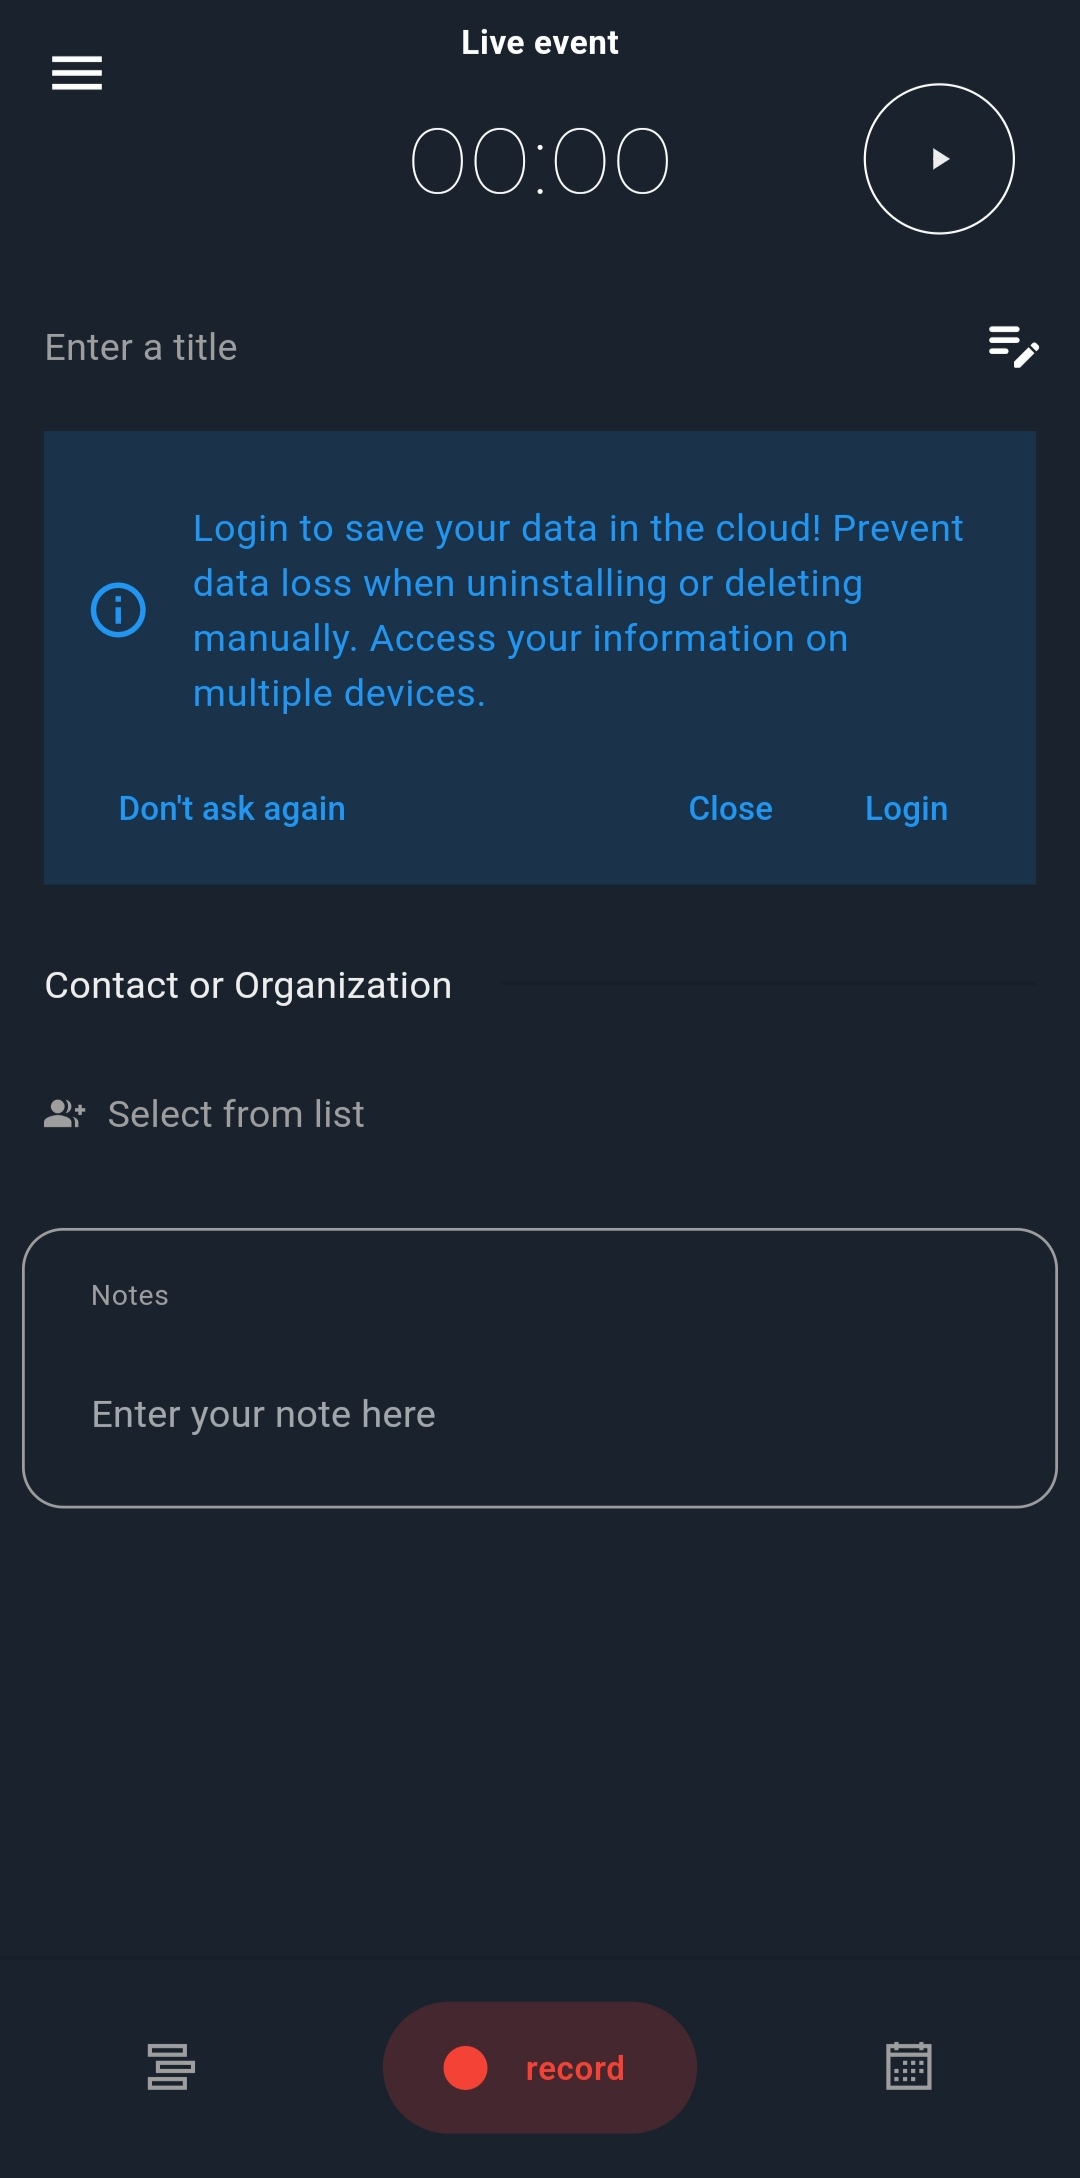 Live event
00:00
Enter a title
Login to save your data in the cloud! Prevent
data loss when uninstalling or deleting
manually. Access your information on
multiple devices.
Don't ask again Close Login
Contact or Organization
Select from list
Notes
Enter your note here
record